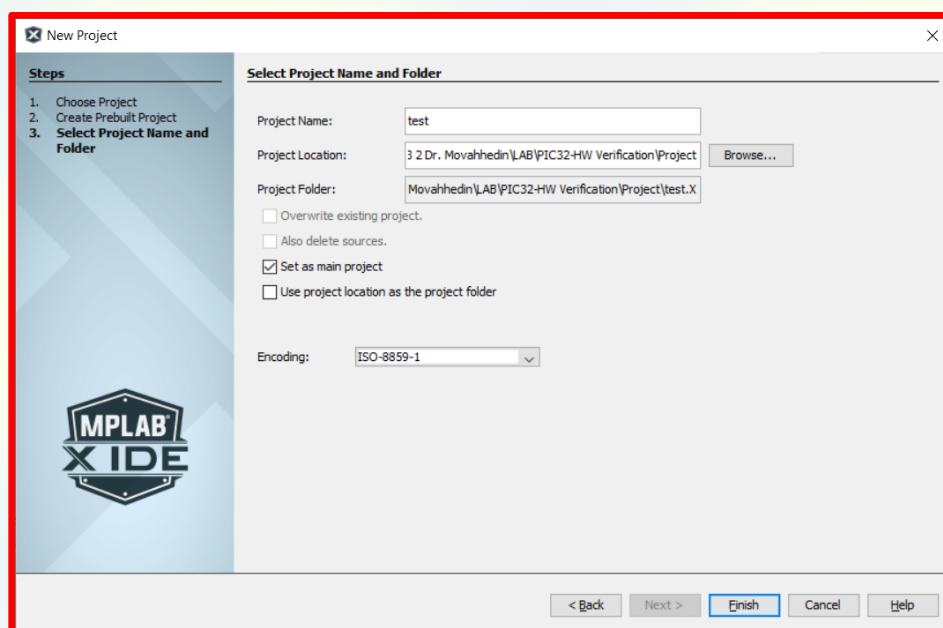 New Project
Steps
1. Choose Project
2. Create Prebuilt Project
3. Select Project Name and
Folder
MPLAB
X IDE
Select Project Name and Folder
Project Name: test
Project Location: 3 2 Dr. Movahhedin\LAB\PIC32-HW Verification\Project Browse...
Project Folder: Movahhedin\LAB\PIC32-HW Verification\Project\test.X
Overwrite existing project.
Also delete sources.
Set as main project
Use project location as the project folder
Encoding: ISO-8859-1
< Back Next > Finish Cancel Help